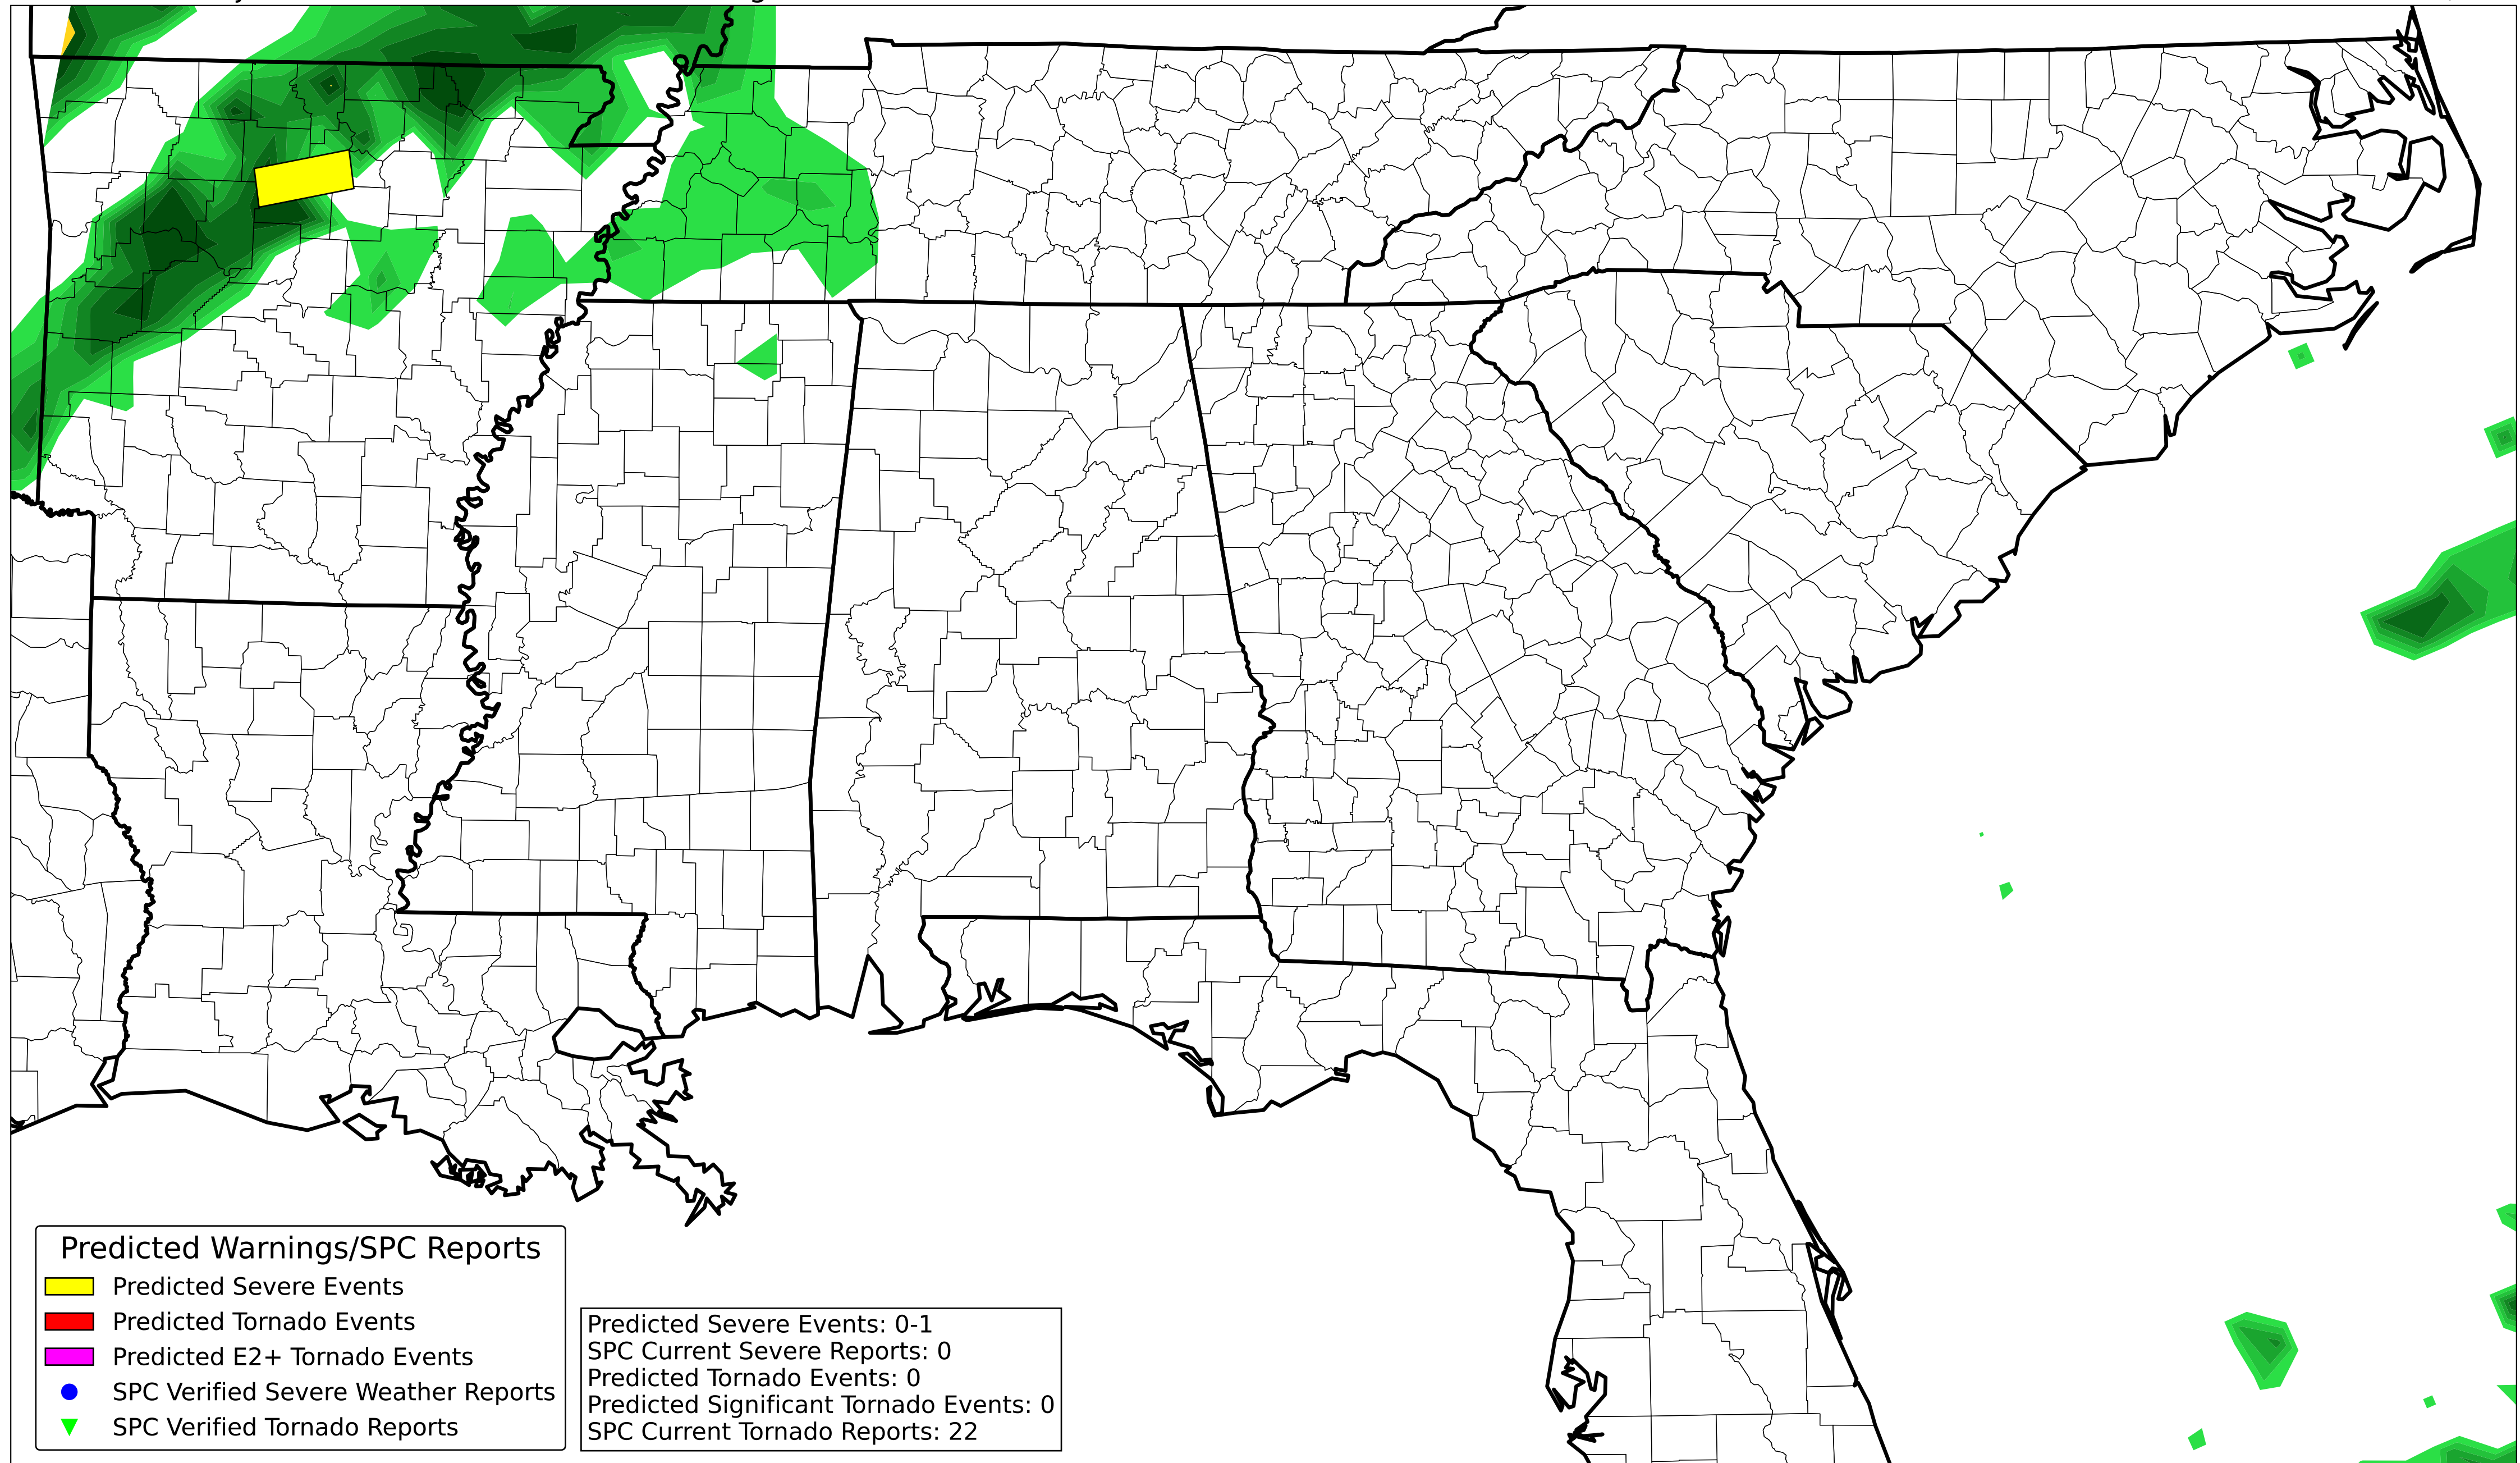 Predicted Warnings/SPC Reports
Predicted Severe Events
Predicted Tornado Events
Predicted E2+ Tornado Events
SPC Verified Severe Weather Reports
SPC Verified Tornado Reports
Predicted Severe Events: 0-1
SPC Current Severe Reports: 0
Predicted Tornado Events: 0
Predicted Significant Tornado Events: 0
SPC Current Tornado Reports: 22